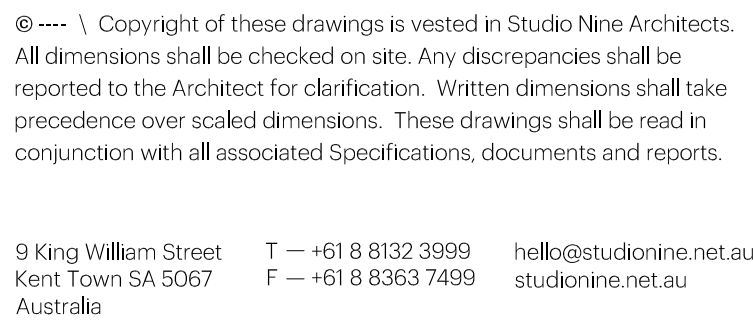 © ---- \ Copyright of these drawings is vested in Studio Nine Architects.
All dimensions shall be checked on site. Any discrepancies shall be
reported to the Architect for clarification. Written dimensions shall take
precedence over scaled dimensions. These drawings shall be read in
conjunction with all associated Specifications, documents and reports.
9 King William Street
Kent Town SA 5067
Australia
T — +61 8 8132 3999
F — +61 8 8363 7499
hello@studionine.net.au
studionine.net.au